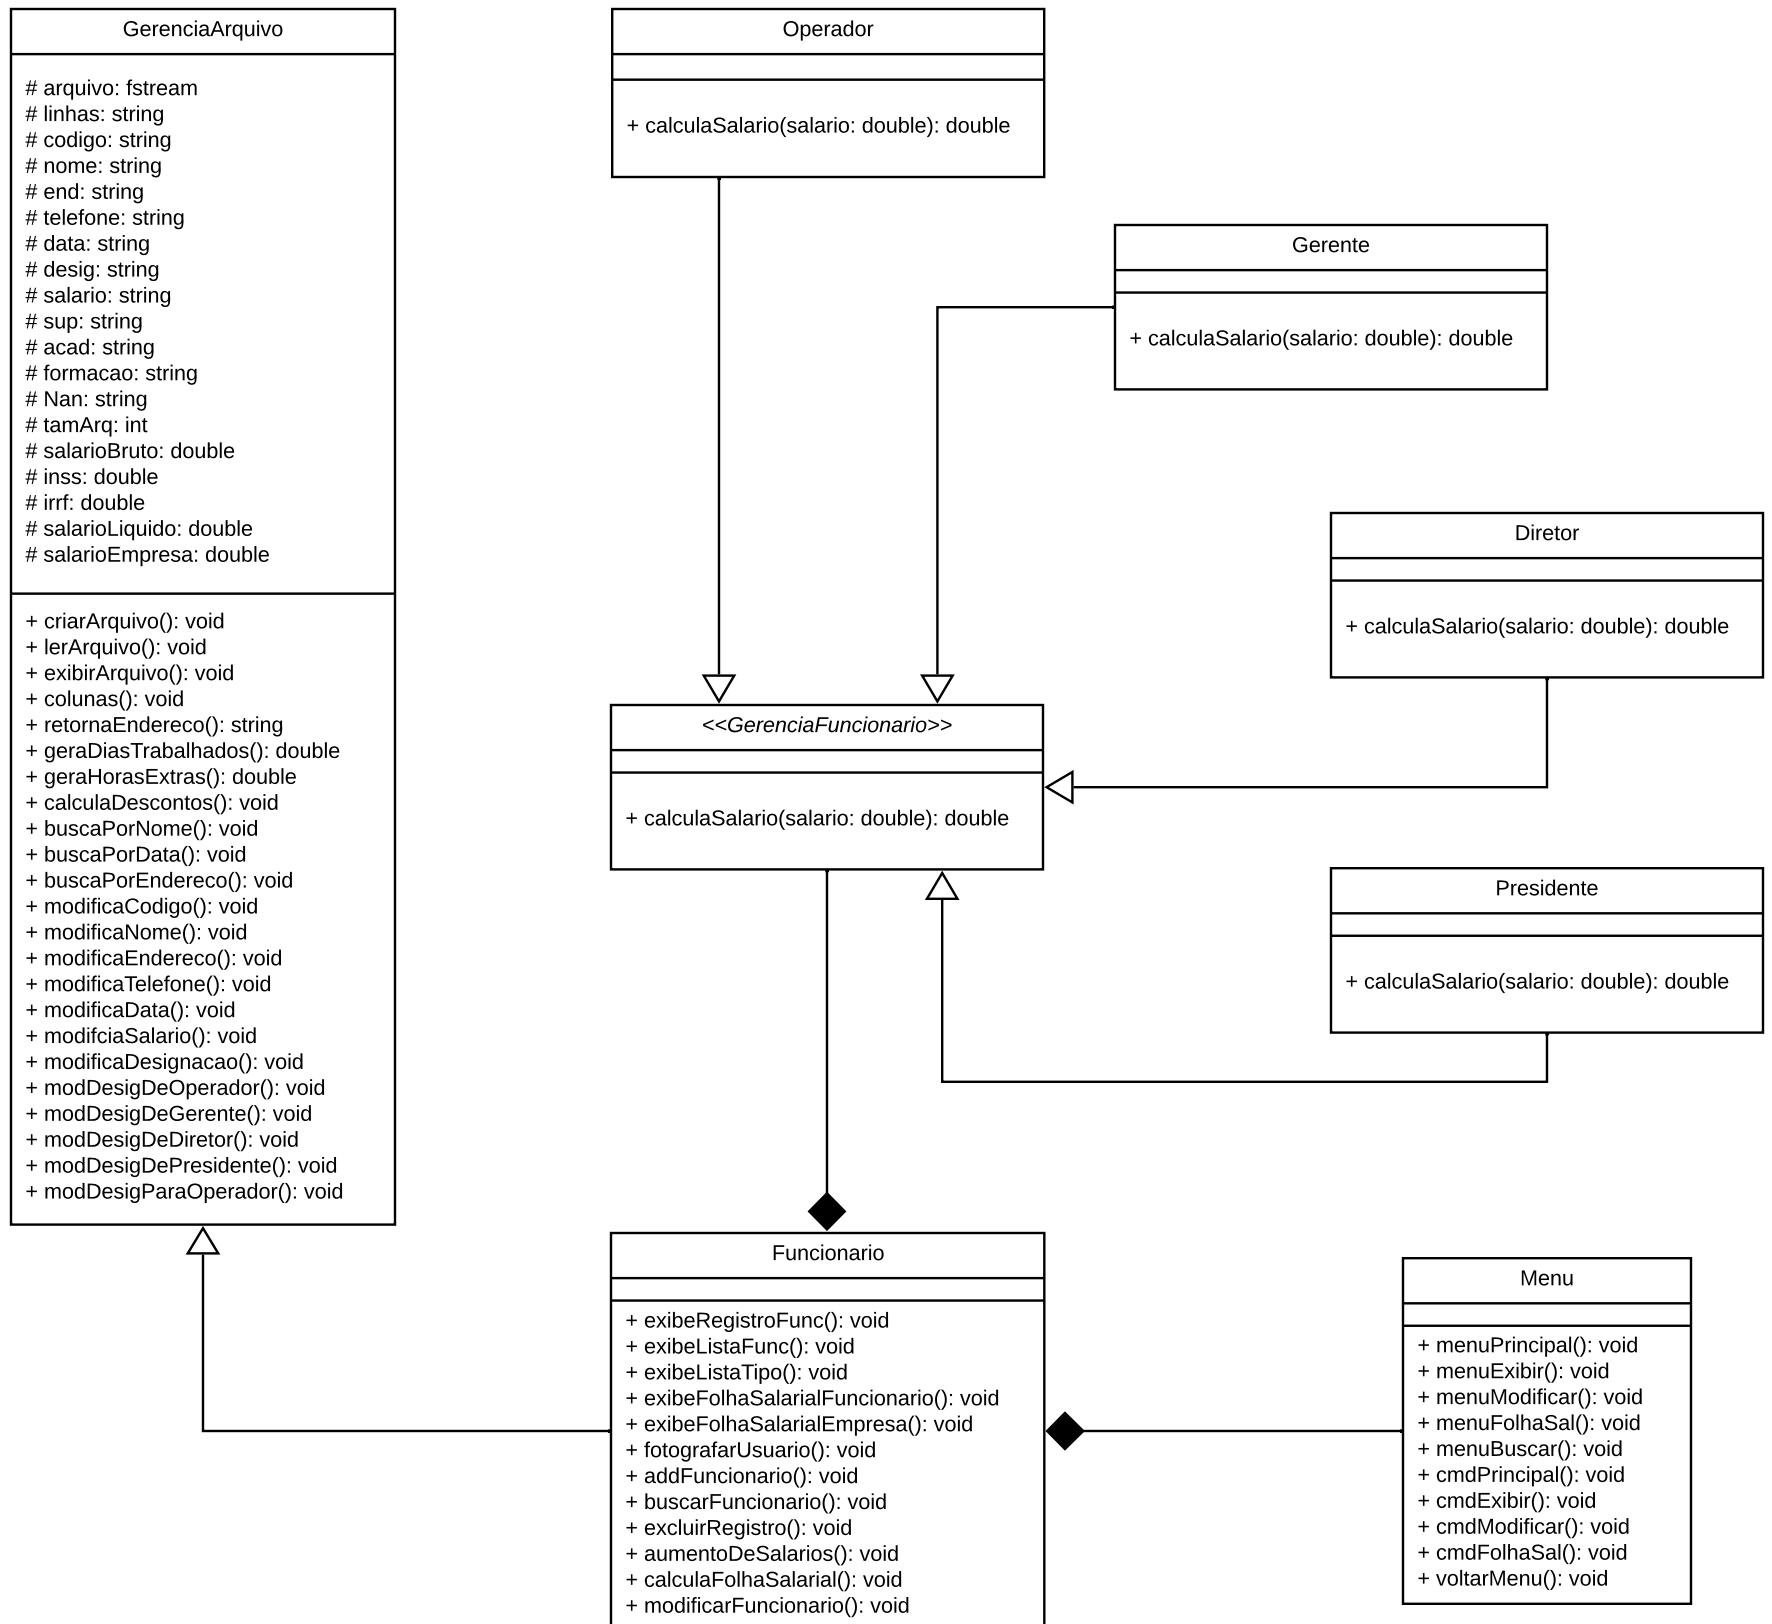 GerenciaArquivo
# arquivo: fstream
# linhas: string
# codigo: string
# nome: string
# end: string
# telefone: string
# data: string
# desig: string
# salario: string
# sup: string
# acad: string
# formacao: string
# Nan: string
# tamArq: int
# salarioBruto: double
# inss: double
# irrf: double
# salarioLiquido: double
# salarioEmpresa: double
+ criarArquivo(): void
+ lerArquivo(): void
+ exibirArquivo(): void
+ colunas(): void
+ retornaEndereco(): string
+ geraDiasTrabalhados(): double
+ geraHorasExtras(): double
+ calculaDescontos(): void
+ buscaPorNome(): void
+ buscaPorData(): void
+ buscaPorEndereco(): void
+ modificaCodigo(): void
+ modificaNome(): void
+ modificaEndereco(): void
+ modificaTelefone(): void
+ modificaData(): void
+ modifciaSalario(): void
+ modificaDesignacao(): void
+ modDesigDeOperador(): void
+ modDesigDeGerente(): void
+ modDesigDeDiretor(): void
+ modDesigDePresidente(): void
+ modDesigParaOperador(): void
Operador
+ calculaSalario(salario: double): double
Gerente
+ calculaSalario(salario: double): double
Diretor
+ calculaSalario(salario: double): double
<<GerenciaFuncionario>>
+ calculaSalario(salario: double): double
Presidente
+ calculaSalario(salario: double): double
Funcionario
+ exibeRegistroFunc(): void
+ exibeListaFunc(): void
+ exibeListaTipo(): void
+ exibeFolhaSalarialFuncionario(): void
+ exibeFolhaSalarialEmpresa(): void
+ fotografarUsuario(): void
+ addFuncionario(): void
+ buscarFuncionario(): void
+ excluirRegistro(): void
+ aumentoDeSalarios(): void
+ calculaFolhaSalarial(): void
+ modificarFuncionario(): void
Menu
+ menuPrincipal(): void
+ menuExibir(): void
+ menuModificar(): void
+ menuFolhaSal(): void
+ menuBuscar(): void
+ cmdPrincipal(): void
+ cmdExibir(): void
+ cmdModificar(): void
+ cmdFolhaSal(): void
+ voltarMenu(): void